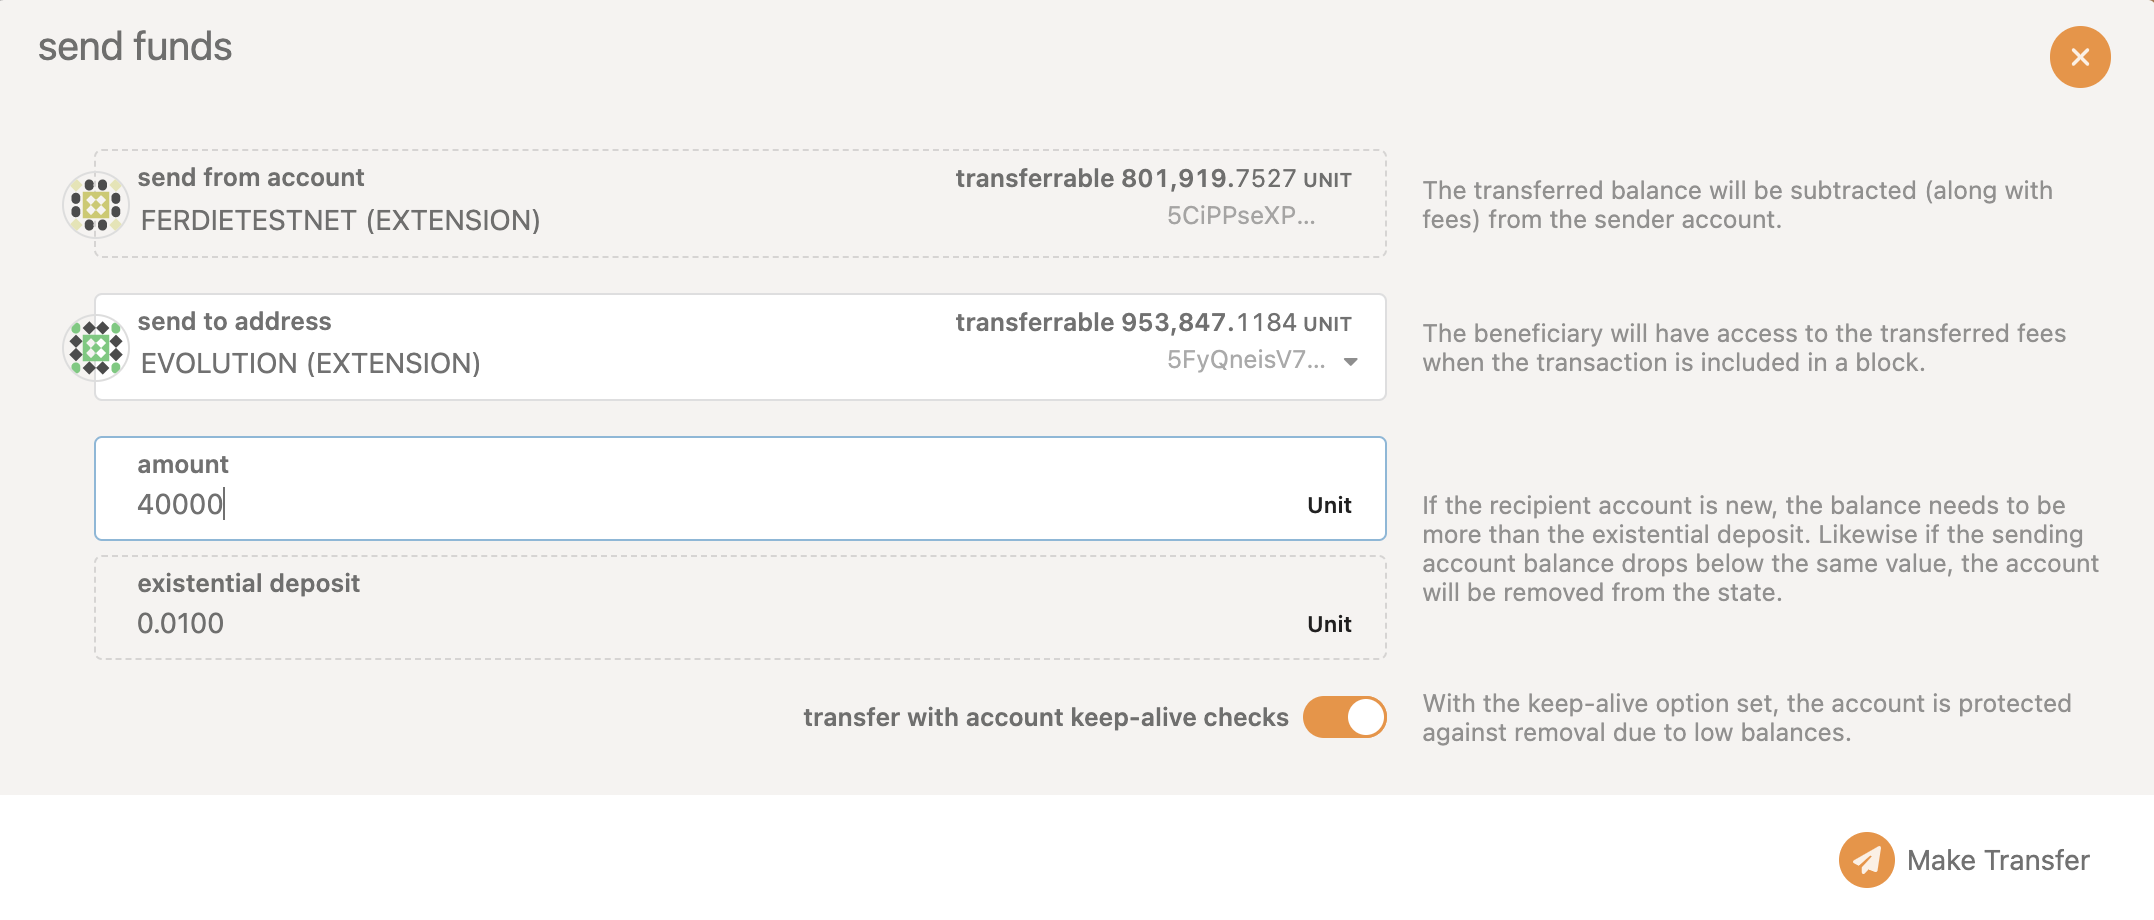 send funds
send from account
transferrable 801,919.7527 UNIT
FERDIETESTNET (EXTENSION)
5CiPPseXP...
The transferred balance will be subtracted (along with
fees) from the sender account.
send to address
transferrable 953,847.1184 UNIT
EVOLUTION (EXTENSION)
5FyQneisV7...
The beneficiary will have access to the transferred fees
when the transaction is included in a block.
amount
40000
Unit
If the recipient account is new, the balance needs to be
more than the existential deposit. Likewise if the sending
account balance drops below the same value, the account
will be removed from the state.
existential deposit
0.0100
Unit
transfer with account keep-alive checks
With the keep-alive option set, the account is protected
against removal due to low balances.
Make Transfer